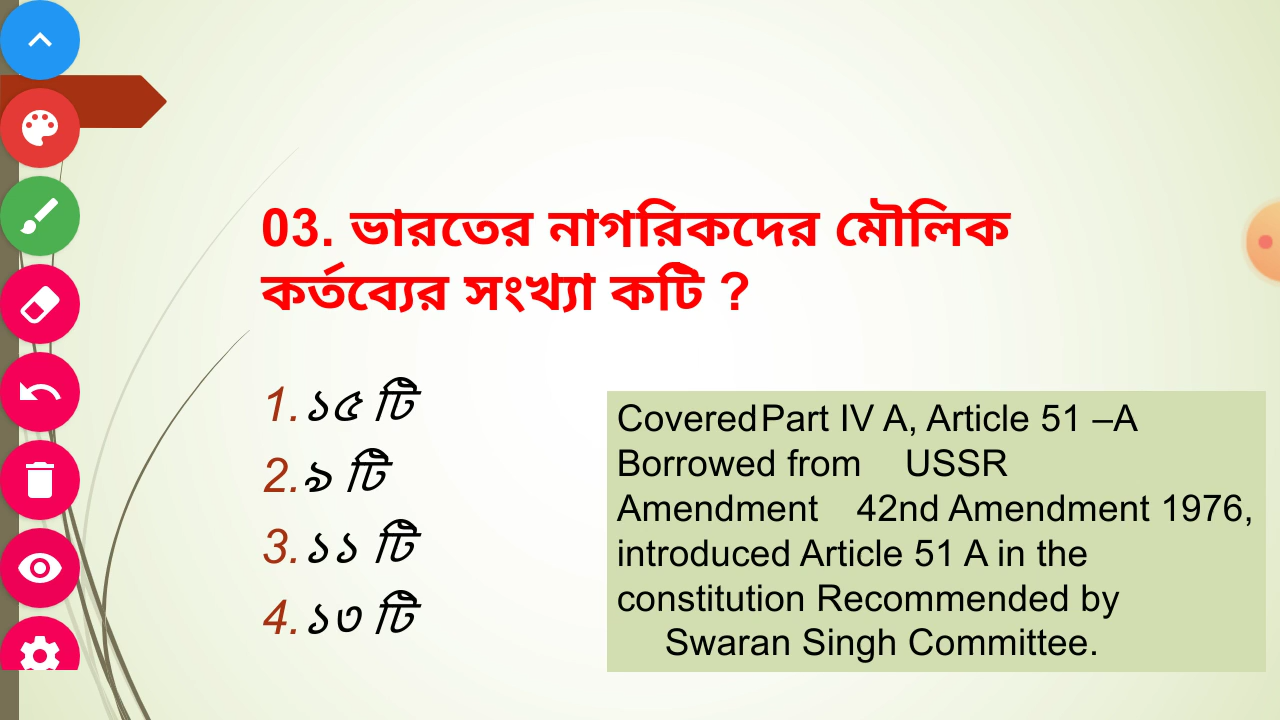 03. ভারতের নাগরিকদের মৌলিক
কর্তব্যের সংখ্যা কটি ?
1. ১৫ টি
2. ৯ টি
3. ১১ টি
4. ১৩ টি
Covered Part IV A, Article 51 –A
Borrowed from USSR
Amendment 42nd Amendment 1976,
introduced Article 51 A in the
constitution Recommended by
Swaran Singh Committee.